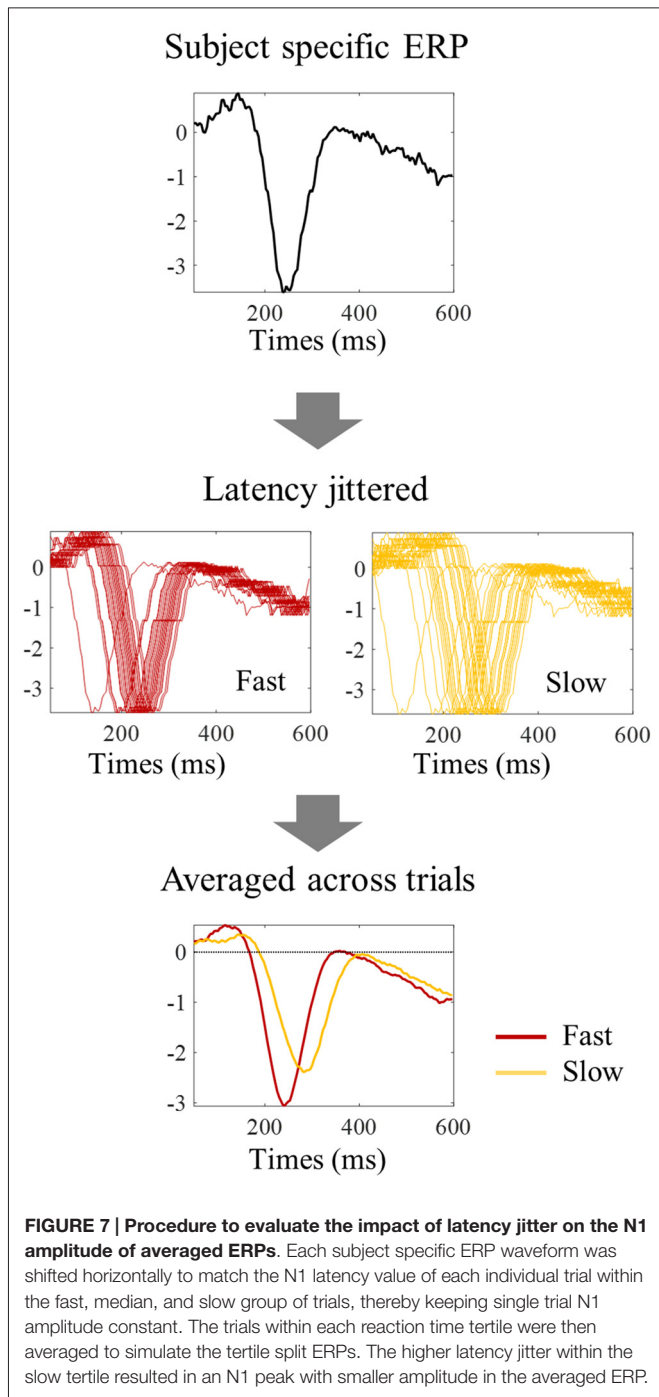 Subject specific ERP
0
-1
-2
-3
200 400 600
Times (ms)
Latency jittered
0
-1
-2
-3
Fast
200 400 600
Times (ms)
0
-1
-2
-3
Slow
200 400 600
Times (ms)
Averaged across trials
0
-1
-2
-3
200 400 600
Times (ms)
Fast
Slow
FIGURE 7 | Procedure to evaluate the impact of latency jitter on the N1
amplitude of averaged ERPs. Each subject specific ERP waveform was
shifted horizontally to match the N1 latency value of each individual trial within
the fast, median, and slow group of trials, thereby keeping single trial N1
amplitude constant. The trials within each reaction time tertile were then
averaged to simulate the tertile split ERPs. The higher latency jitter within the
slow tertile resulted in an N1 peak with smaller amplitude in the averaged ERP.